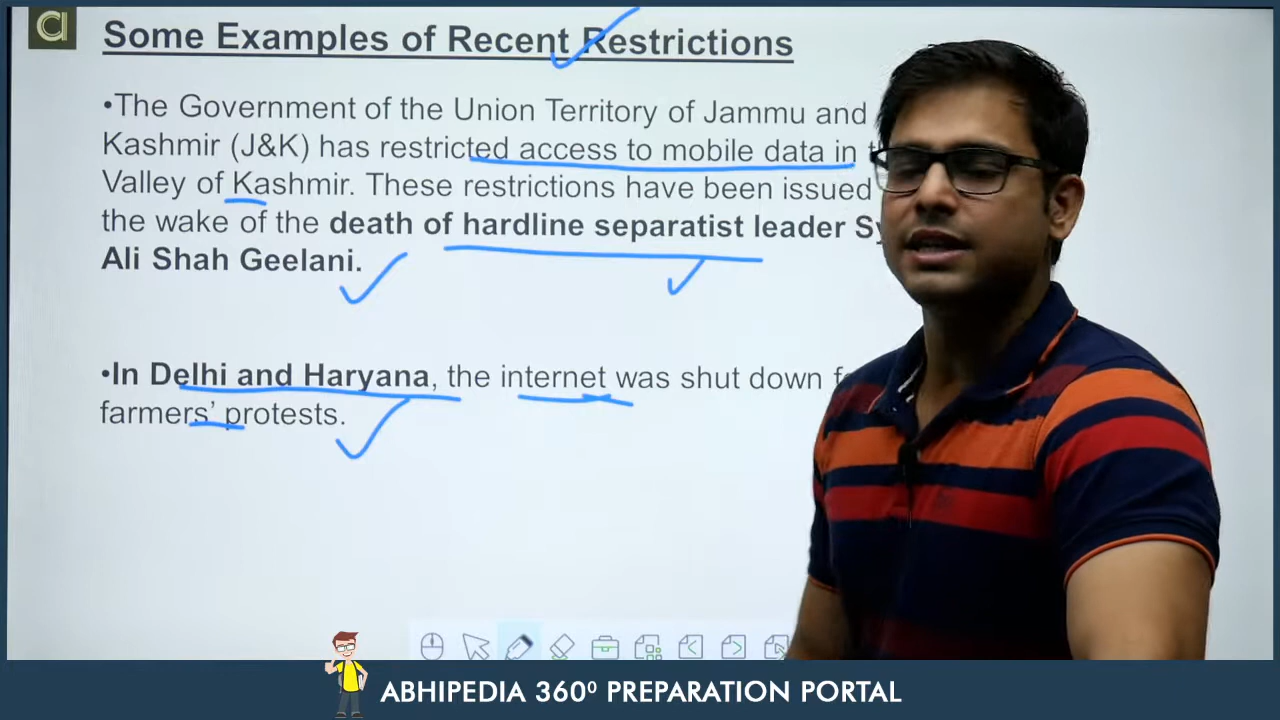 a
Some Examples of Recent Restrictions
•The Government of the Union Territory of Jammu and
Kashmir (J&K) has restricted access to mobile data in
Valley of Kashmir. These restrictions have been issued
the wake of the death of hardline separatist leader
Ali Shah Geelani.
•In Delhi and Haryana, the internet was shut down
farmers’ protests.
ABHIPEDIA 360⁰ PREPARATION PORTAL